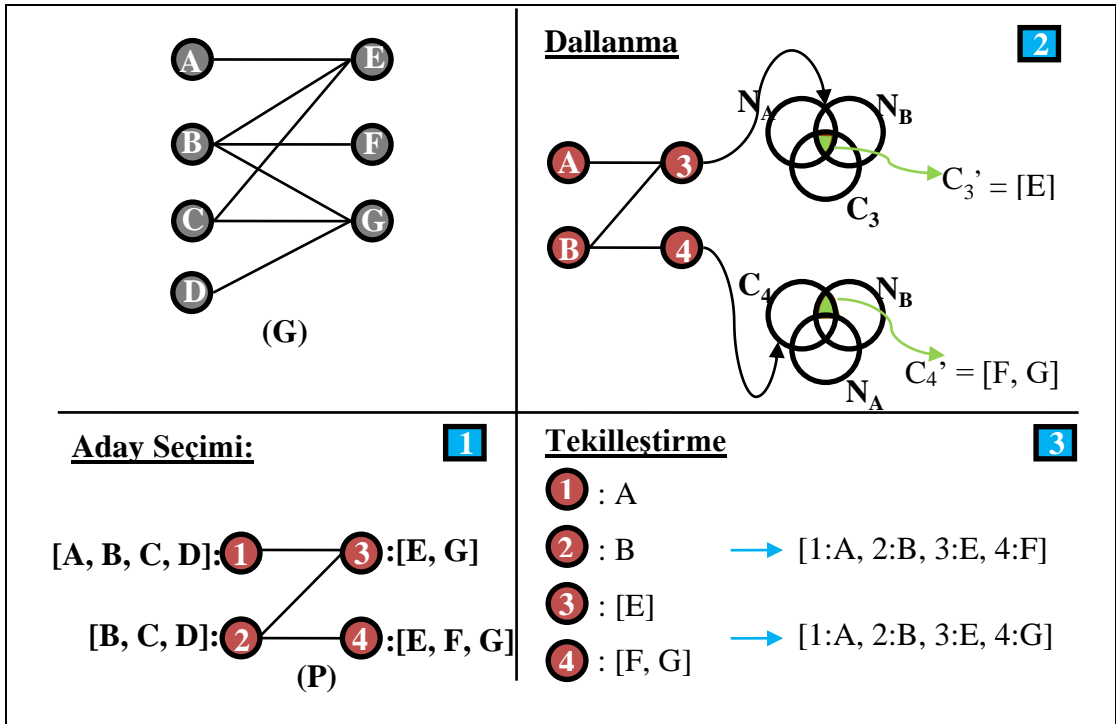 A
E
B
F
C
G
D
(G)
Dallanma
2
N_A
N_B
A
3
C_3’ = [E]
C_3
B
4
C_4
N_B
C_4’ = [F, G]
N_A
Aday Seçimi:
1
[A, B, C, D]: 1
3 :[E, G]
[B, C, D]: 2
4 :[E, F, G]
(P)
Tekilleştirme
3
1 : A
2 : B
[1:A, 2:B, 3:E, 4:F]
3 : [E]
[1:A, 2:B, 3:E, 4:G]
4 : [F, G]